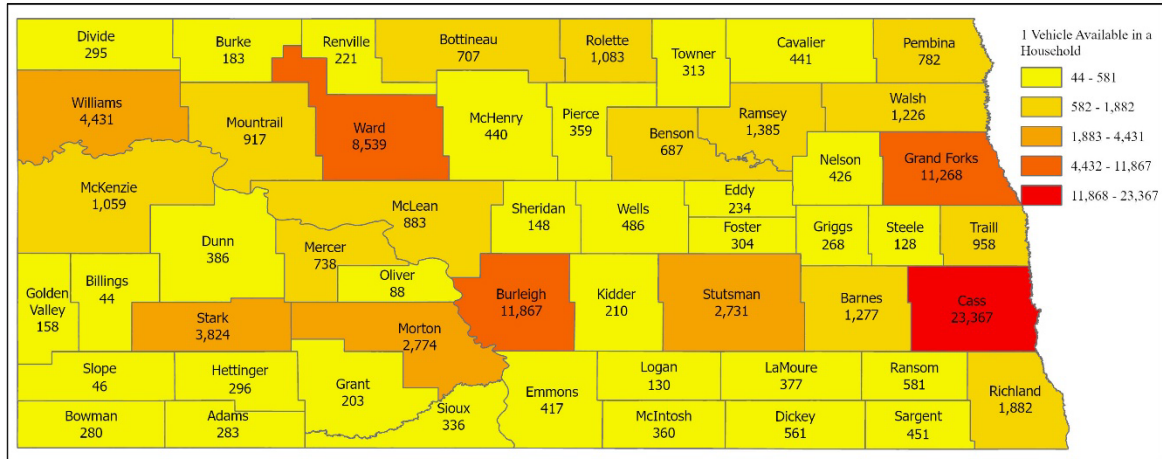 Divide
295
Burke
183
Renville
221
Bottineau
707
Rolette
1,083
Towner
313
Cavalier
441
Pembina
782
Williams
4,431
Mountrail
917
Ward
8,539
McHenry
440
Pierce
359
Benson
687
Ramsey
1,385
Walsh
1,226
Nelson
426
Grand Forks
11,268
McKenzie
1,059
Dunn
386
McLean
883
Mercer
738
Oliver
88
Sheridan
148
Wells
486
Eddy
234
Foster
304
Griggs
268
Steele
128
Traill
958
Golden
Valley
158
Billings
44
Stark
3,824
Morton
2,774
Burleigh
11,867
Kidder
210
Stutsman
2,731
Barnes
1,277
Cass
23,367
Slope
46
Hettinger
296
Grant
203
Sioux
336
Emmons
417
Logan
130
LaMoure
377
Ransom
581
Richland
1,882
Bowman
280
Adams
283
McIntosh
360
Dickey
561
Sargent
451
1 Vehicle Available in a
Household
44 - 581
582 - 1,882
1,883 - 4,431
4,432 - 11,867
11,868 - 23,367